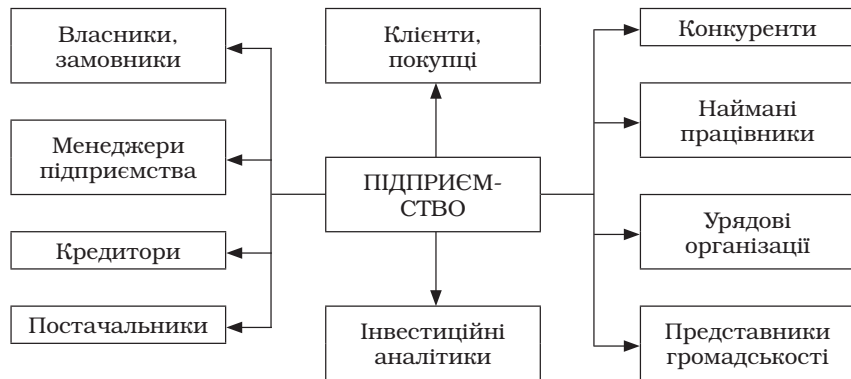 Власники,
замовники
Клієнти,
покупці
Конкуренти
Менеджери
підприємства
ПІДПРИЄМ-
СТВО
Наймані
працівники
Кредитори
Урядові
організації
Постачальники
Інвестиційні
аналітики
Представники
громадськості